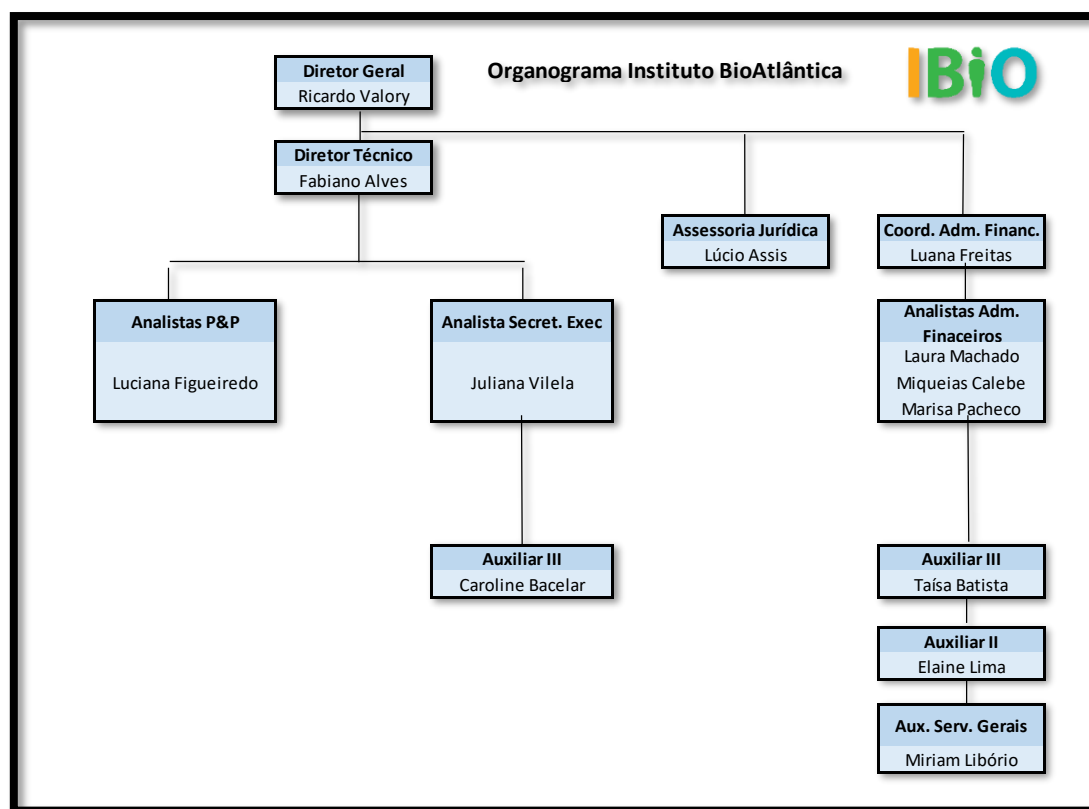 Organograma Instituto BioAtlântica
IBiO
Diretor Geral
Ricardo Valory
Diretor Técnico
Fabiano Alves
Assessoria Jurídica
Lúcio Assis
Coord. Adm. Financ.
Luana Freitas
Analistas P&P
Luciana Figueiredo
Analista Secret. Exec
Juliana Vilela
Analistas Adm.
Finaceiros
Laura Machado
Miqueias Calebe
Marisa Pacheco
Auxiliar III
Caroline Bacelar
Auxiliar III
Taísa Batista
Auxiliar II
Elaine Lima
Aux. Serv. Gerais
Miriam Libório